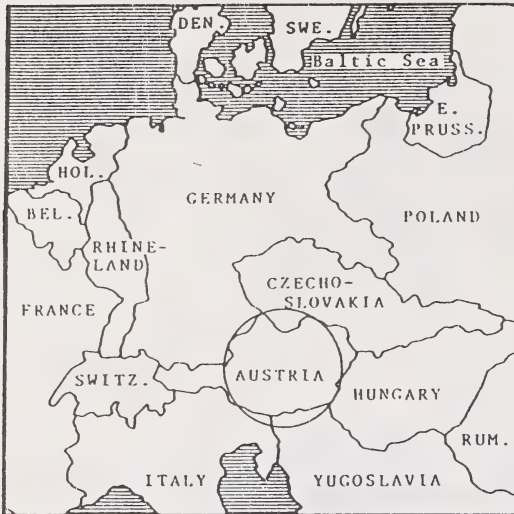 DEN.
SWE.
Baltic Sea
E.
PRUSS.
HOL.
GERMANY
BEL.
POLAND
RHINE-
LAND
CZECHO-
SLOVAKIA
FRANCE
SWITZ.
AUSTRIA
HUNGARY
RUM.
ITALY
YUGOSLAVIA